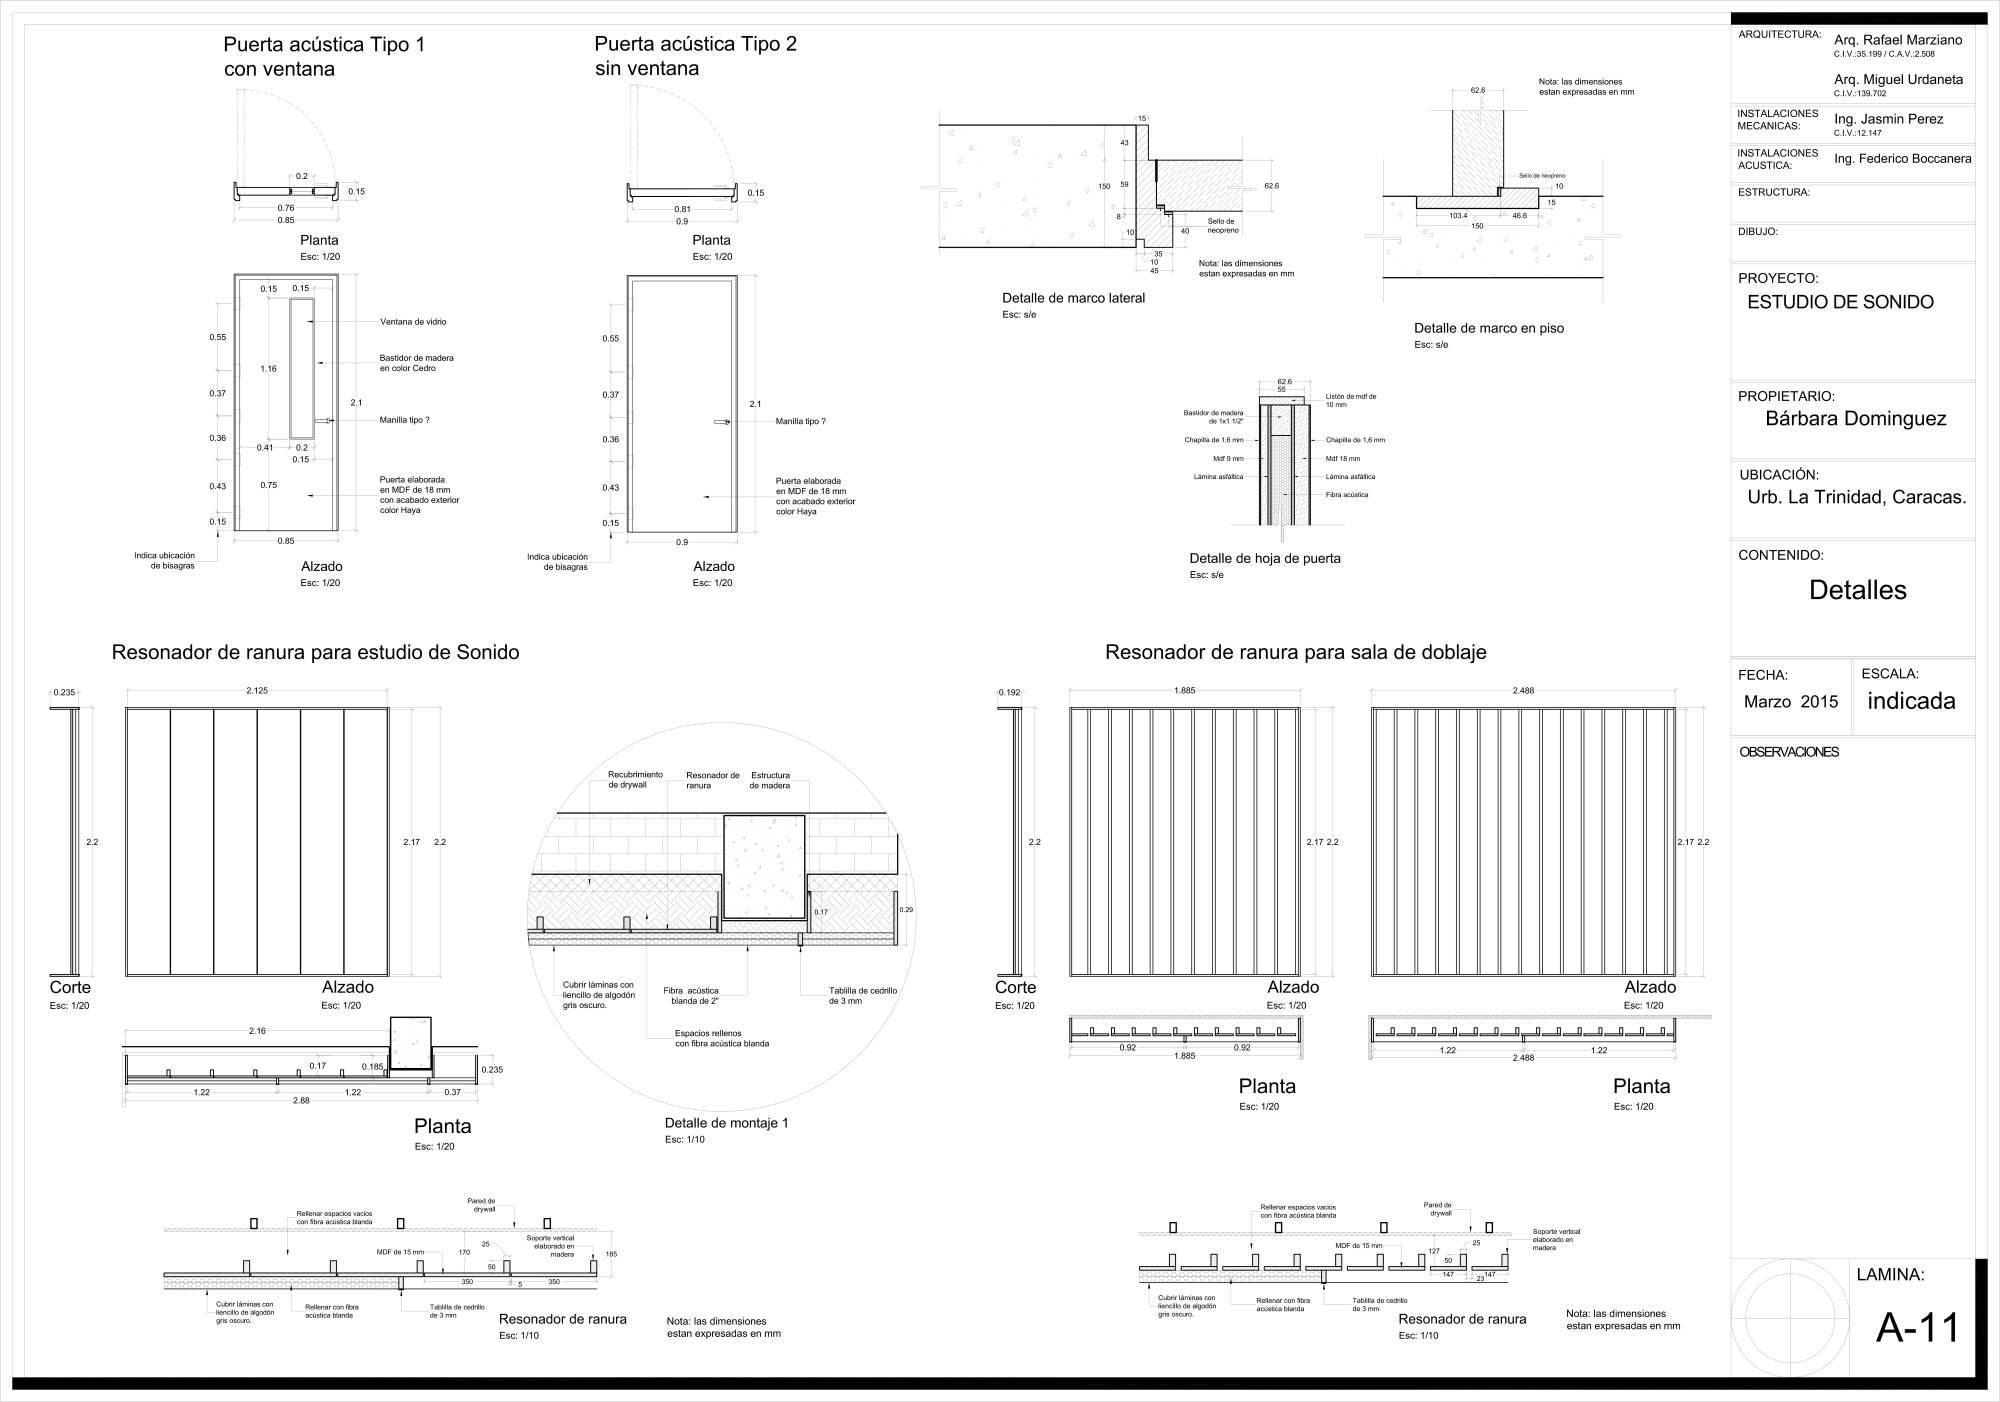 Puerta acústica Tipo 1
con ventana
0.2
0.15
0.76
0.85
Planta
Esc: 1/20
0.15
0.15
0.55
1.16
0.37
2.1
0.36
0.41
0.2
0.15
0.43
0.75
0.15
0.85
Ventana de vidrio
Bastidor de madera
en color Cedro
Manilla tipo ?
Puerta elaborada
en MDF de 18 mm
con acabado exterior
color Haya
Indica ubicación
de bisagras
Alzado
Esc: 1/20
Puerta acústica Tipo 2
sin ventana
0.15
0.81
0.9
Planta
Esc: 1/20
0.55
0.37
2.1
0.36
0.43
0.15
0.9
Manilla tipo ?
Puerta elaborada
en MDF de 18 mm
con acabado exterior
color Haya
Indica ubicación
de bisagras
Alzado
Esc: 1/20
15
43
150
59
62.6
8
10
40
35
10
45
Sello de
neopreno
Nota: las dimensiones
estan expresadas en mm
Detalle de marco lateral
Esc: s/e
Nota: las dimensiones
estan expresadas en mm
62.6
Sello de neopreno
10
15
103.4
46.6
150
Detalle de marco en piso
Esc: s/e
62.6
55
Listón de mdf de
10 mm
Bastidor de madera
de 1x1 1/2"
Chapilla de 1,6 mm
Chapilla de 1,6 mm
Mdf 9 mm
Mdf 18 mm
Lámina asfáltica
Lámina asfáltica
Fibra acústica
Detalle de hoja de puerta
Esc: s/e
Resonador de ranura para estudio de Sonido
0.235
2.125
2.2
2.17
2.2
Corte
Esc: 1/20
Alzado
Esc: 1/20
2.16
0.17
0.185
0.235
1.22
1.22
0.37
2.88
Planta
Esc: 1/20
Recubrimiento
de drywall
Resonador de
ranura
Estructura
de madera
0.17
0.29
Cubrir láminas con
liencillo de algodón
gris oscuro.
Fibra acústica
blanda de 2"
Tablilla de cedrillo
de 3 mm
Espacios rellenos
con fibra acústica blanda
Detalle de montaje 1
Esc: 1/10
Resonador de ranura para sala de doblaje
0.192
1.885
2.488
2.2
2.17
2.2
2.17
2.2
Corte
Esc: 1/20
Alzado
Esc: 1/20
Alzado
Esc: 1/20
0.92
0.92
1.885
1.22
1.22
2.488
Planta
Esc: 1/20
Planta
Esc: 1/20
Rellenar espacios vacios
con fibra acústica blanda
Pared de
drywall
Soporte vertical
elaborado en
madera
MDF de 15 mm
170
25
50
185
350
5
350
Cubrir láminas con
liencillo de algodón
gris oscuro.
Rellenar con fibra
acústica blanda
Tablilla de cedrillo
de 3 mm
Resonador de ranura
Esc: 1/10
Nota: las dimensiones
estan expresadas en mm
Rellenar espacios vacios
con fibra acústica blanda
Pared de
drywall
Soporte vertical
elaborado en
madera
MDF de 15 mm
127
25
50
147
147
23
Cubrir láminas con
liencillo de algodón
gris oscuro.
Rellenar con fibra
acústica blanda
Tablilla de cedrillo
de 3 mm
Resonador de ranura
Esc: 1/10
Nota: las dimensiones
estan expresadas en mm
ARQUITECTURA:
Arq. Rafael Marziano
C.I.V.:35.199 / C.A.V.:2.508
Arq. Miguel Urdaneta
C.I.V.:139.702
INSTALACIONES
MECANICAS:
Ing. Jasmin Perez
C.I.V.:12.147
INSTALACIONES
ACUSTICA:
Ing. Federico Boccanera
ESTRUCTURA:
DIBUJO:
PROYECTO:
ESTUDIO DE SONIDO
PROPIETARIO:
Bárbara Dominguez
UBICACIÓN:
Urb. La Trinidad, Caracas.
CONTENIDO:
Detalles
FECHA:
Marzo 2015
ESCALA:
indicada
OBSERVACIONES
LAMINA:
A-11